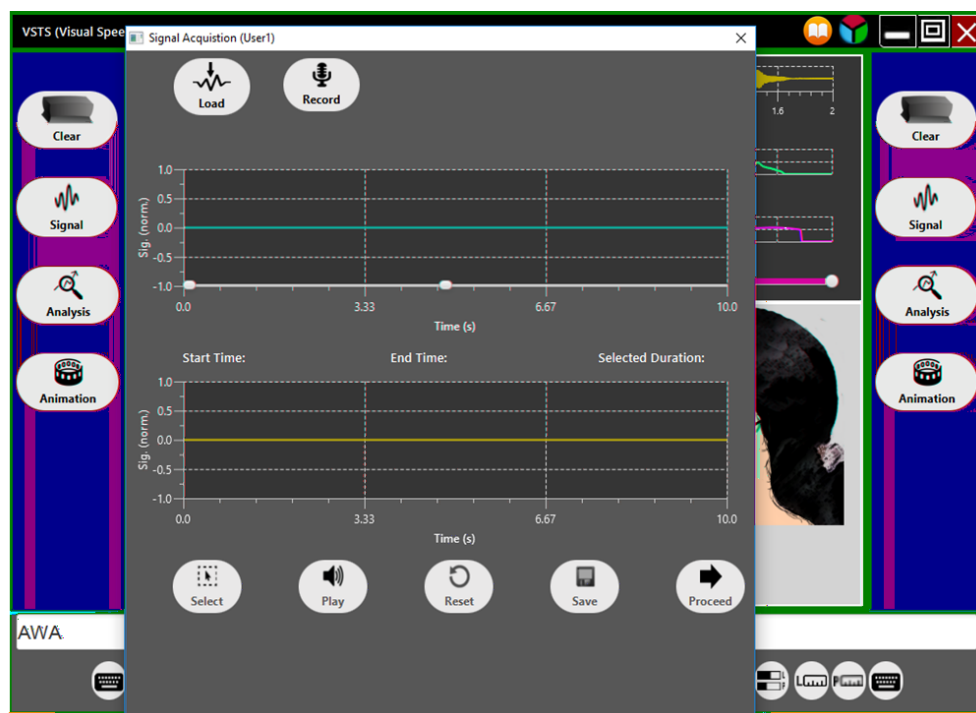 VSTS (Visual Spee
Signal Acquistion (User1)
Load
Record
Clear
Signal
Analysis
Animation
1.6
2
Clear
Signal
Analysis
Animation
Sig. (norm.)
1.0
0.5
0.0
-0.5
-1.0
0.0
3.33
6.67
10.0
Time (s)
Start Time:
End Time:
Selected Duration:
Sig. (norm.)
1.0
0.5
0.0
-0.5
-1.0
0.0
3.33
6.67
10.0
Time (s)
Select
Play
Reset
Save
Proceed
AWA